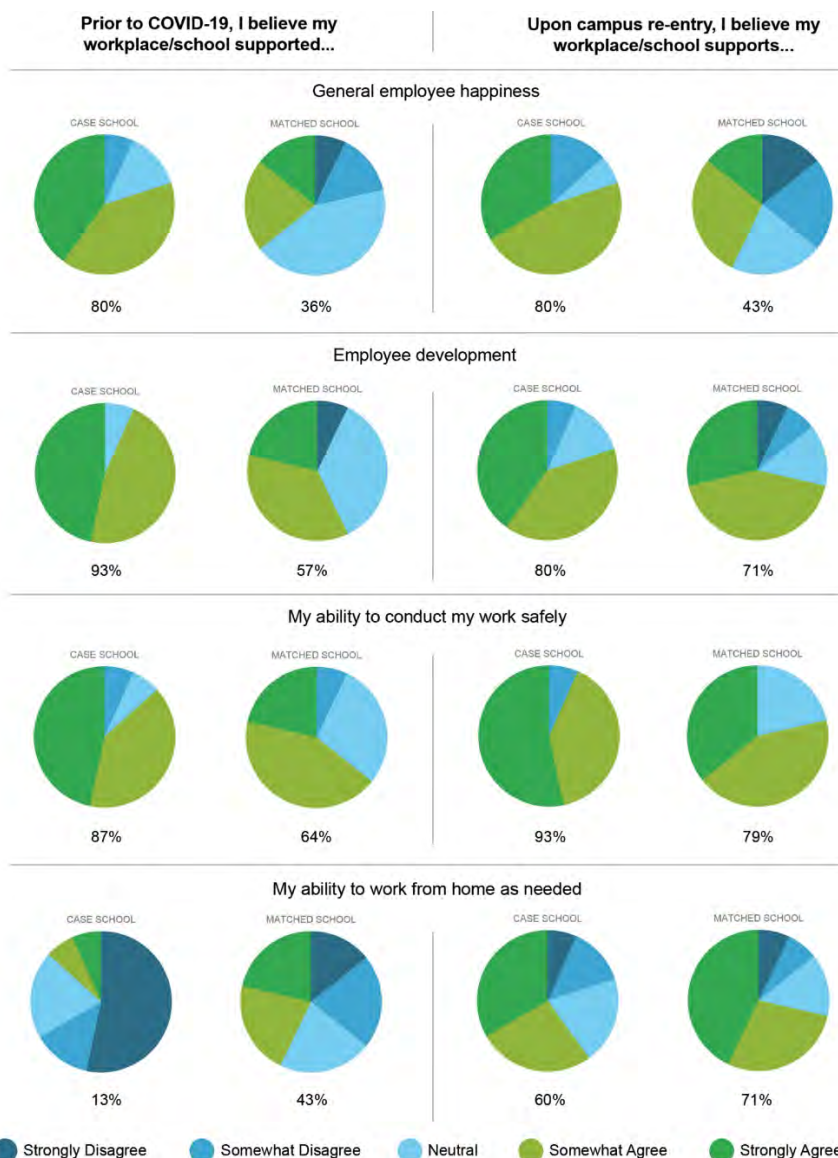 Prior to COVID-19, I believe my
workplace/school supported...
Upon campus re-entry, I believe my
workplace/school supports...
General employee happiness
CASE SCHOOL
MATCHED SCHOOL
CASE SCHOOL
MATCHED SCHOOL
80%
36%
80%
43%
Employee development
CASE SCHOOL
MATCHED SCHOOL
CASE SCHOOL
MATCHED SCHOOL
93%
57%
80%
71%
My ability to conduct my work safely
CASE SCHOOL
MATCHED SCHOOL
CASE SCHOOL
MATCHED SCHOOL
87%
64%
93%
79%
My ability to work from home as needed
CASE SCHOOL
MATCHED SCHOOL
CASE SCHOOL
MATCHED SCHOOL
13%
43%
60%
71%
Strongly Disagree
Somewhat Disagree
Neutral
Somewhat Agree
Strongly Agree